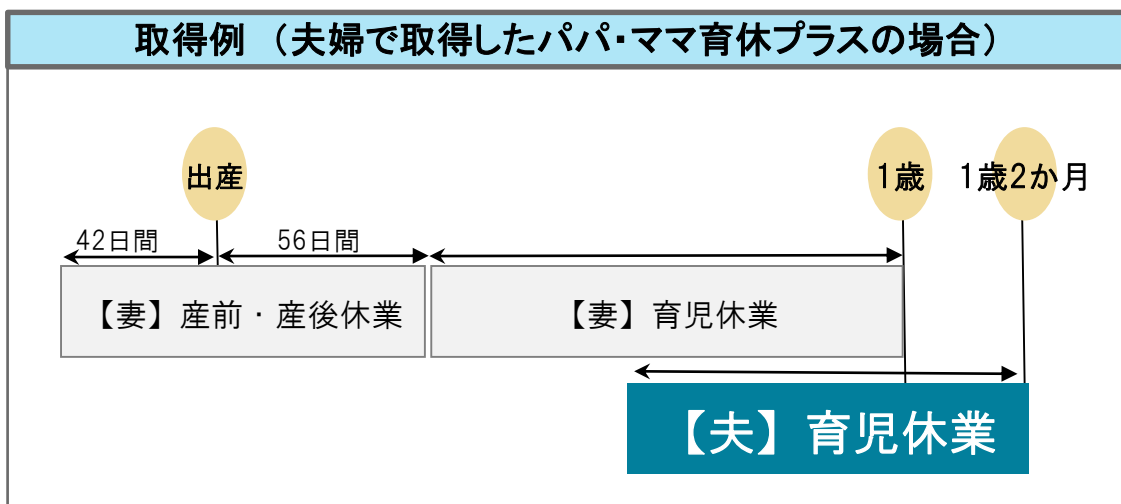 取得例 （夫婦で取得したパパ・ママ育休プラスの場合）
出産
1歳
1歳2か月
42日間
56日間
【妻】産前・産後休業
【妻】育児休業
【夫】育児休業